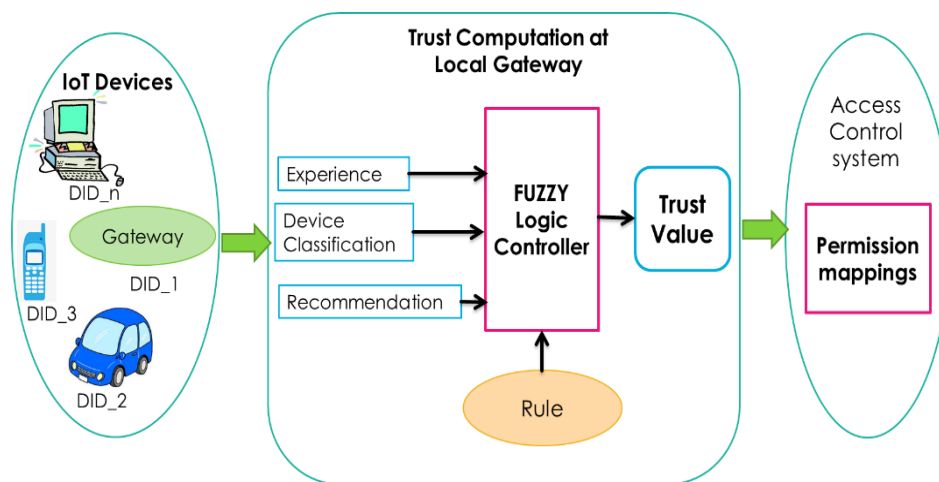 IoT Devices
DID_n
Gateway
DID_1
DID_3
DID_2
Trust Computation at
Local Gateway
Experience
Device
Classification
Recommendation
FUZZY
Logic
Controller
Rule
Trust
Value
Access
Control
system
Permission
mappings